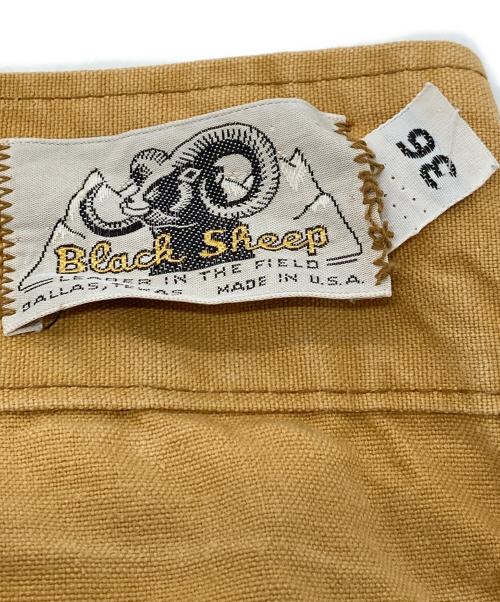 Black Sheep
LEADER IN THE FIELD
DALLAS, TEXAS MADE IN U.S.A.
36